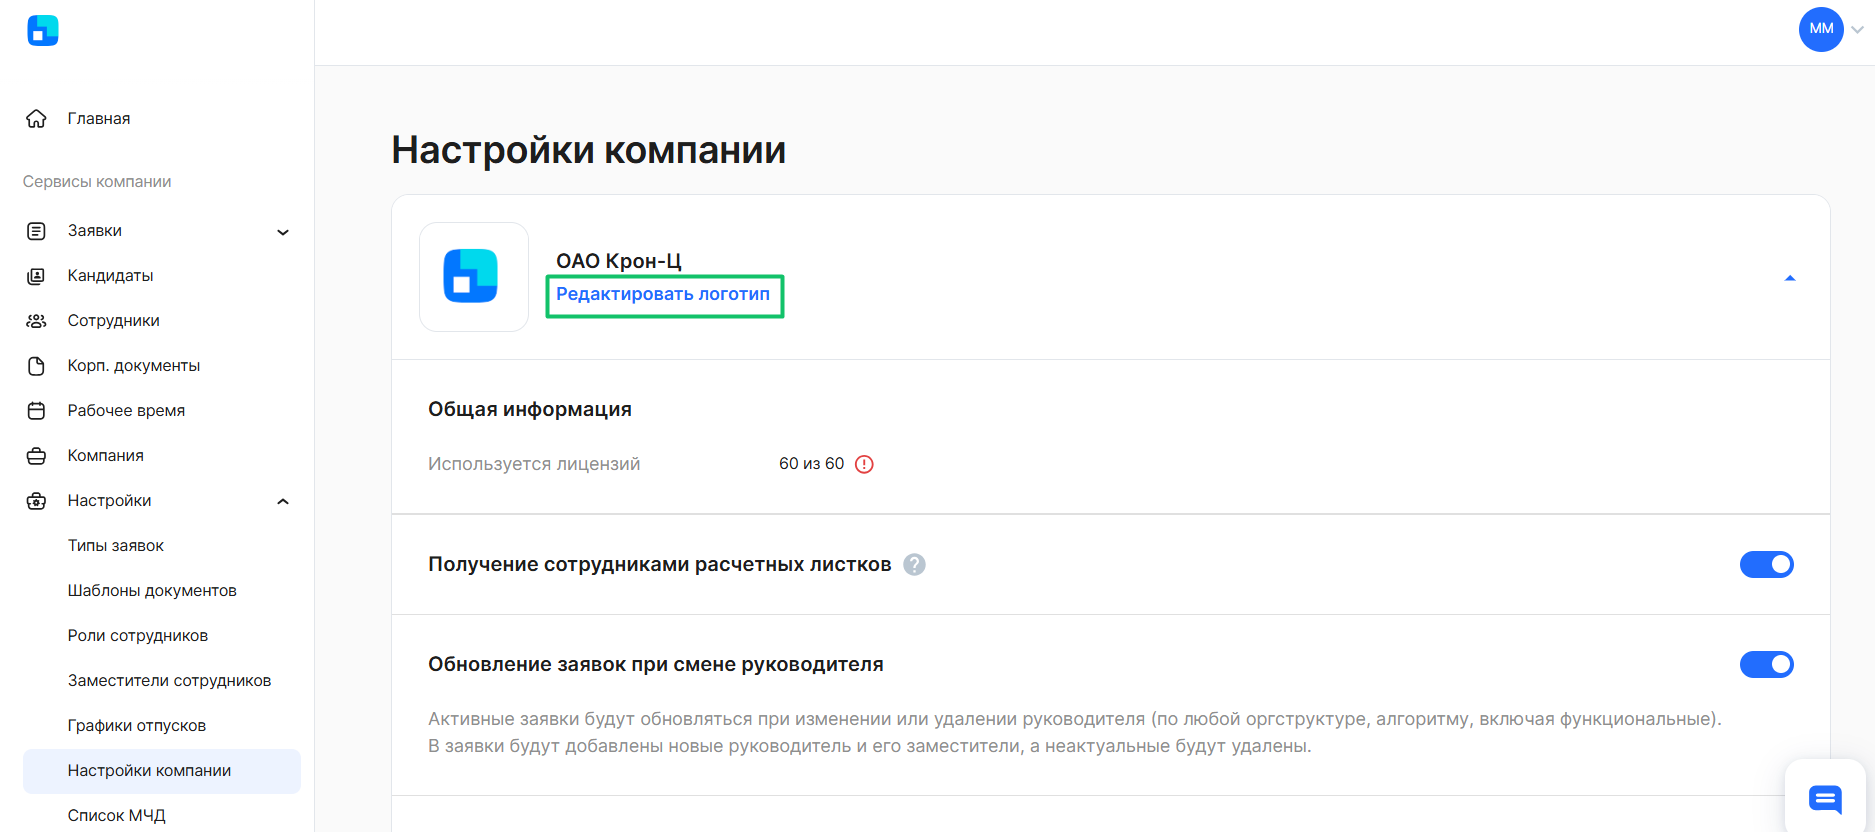 ММ
Главная
Сервисы компании
Заявки
Кандидаты
Сотрудники
Корп. документы
Рабочее время
Компания
Настройки
Типы заявок
Шаблоны документов
Роли сотрудников
Заместители сотрудников
Графики отпусков
Настройки компании
Список МЧД
Настройки компании
ОАО Крон-Ц
Редактировать логотип
Общая информация
Используется лицензий 60 из 60
Получение сотрудниками расчетных листков ?
Обновление заявок при смене руководителя
Активные заявки будут обновляться при изменении или удалении руководителя (по любой оргструктуре, алгоритму, включая функциональные).
В заявки будут добавлены новые руководитель и его заместители, а неактуальные будут удалены.